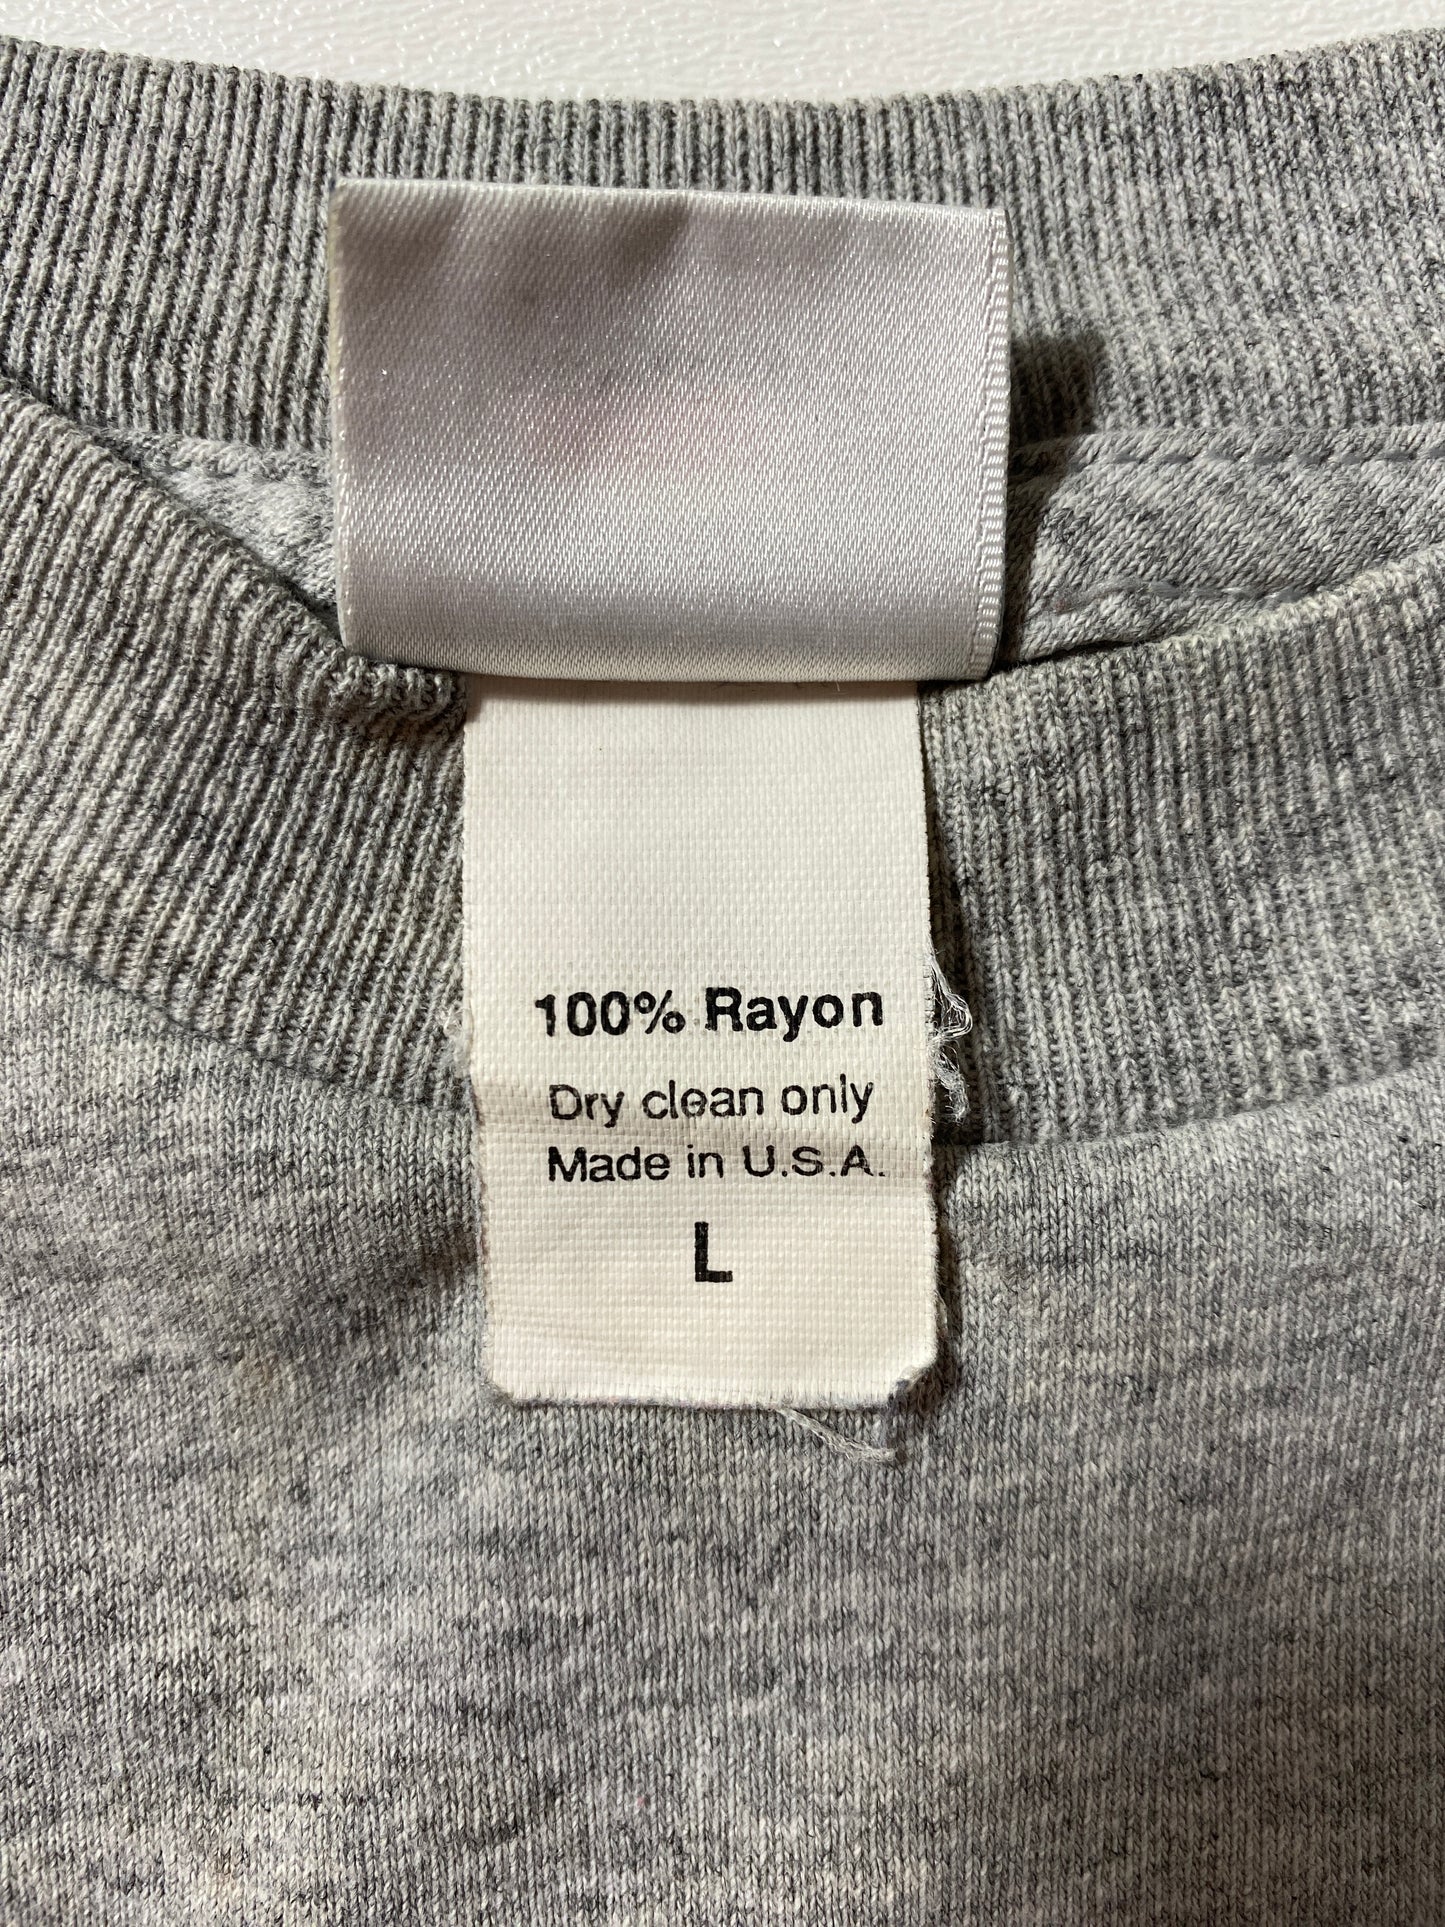 100% Rayon
Dry clean only
Made in U.S.A.
L